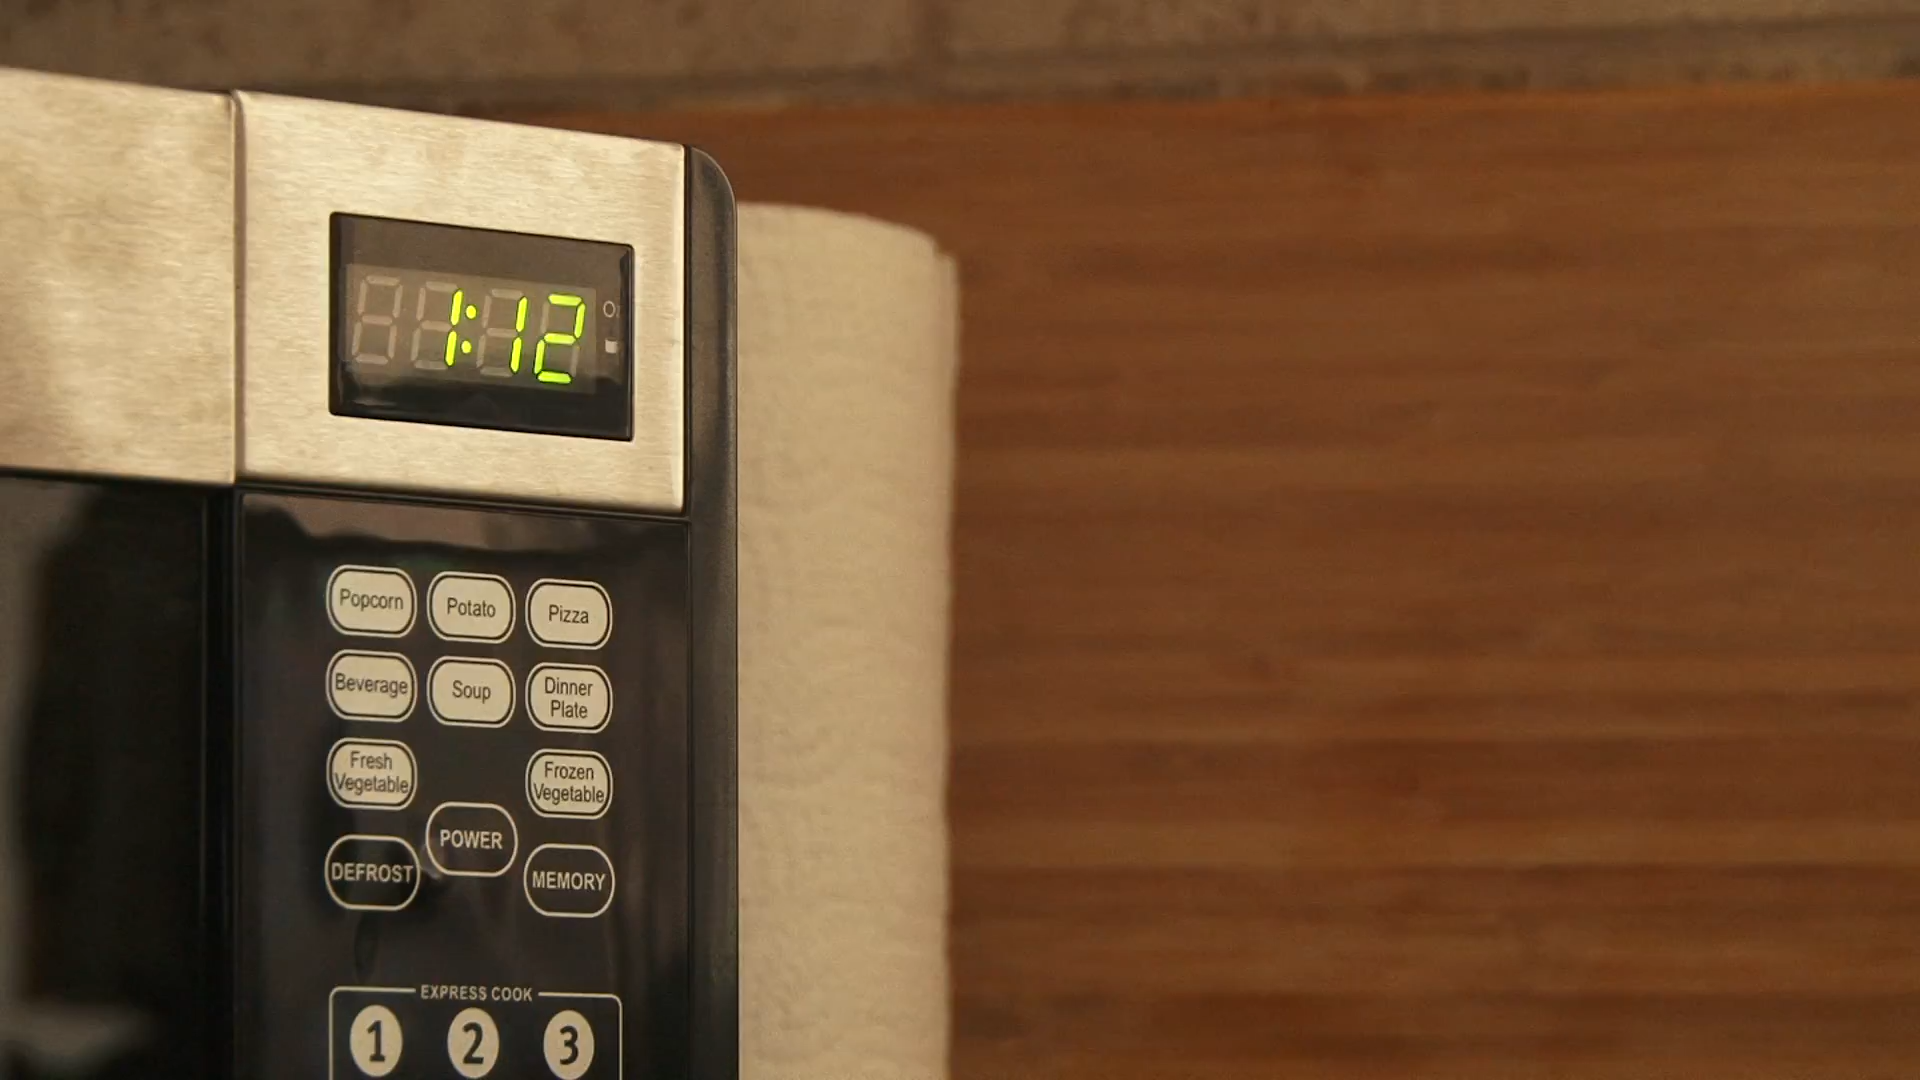 1:12
Popcorn
Potato
Pizza
Beverage
Soup
Dinner
Plate
Fresh
Vegetable
Frozen
Vegetable
POWER
DEFROST
MEMORY
EXPRESS COOK
1
2
3